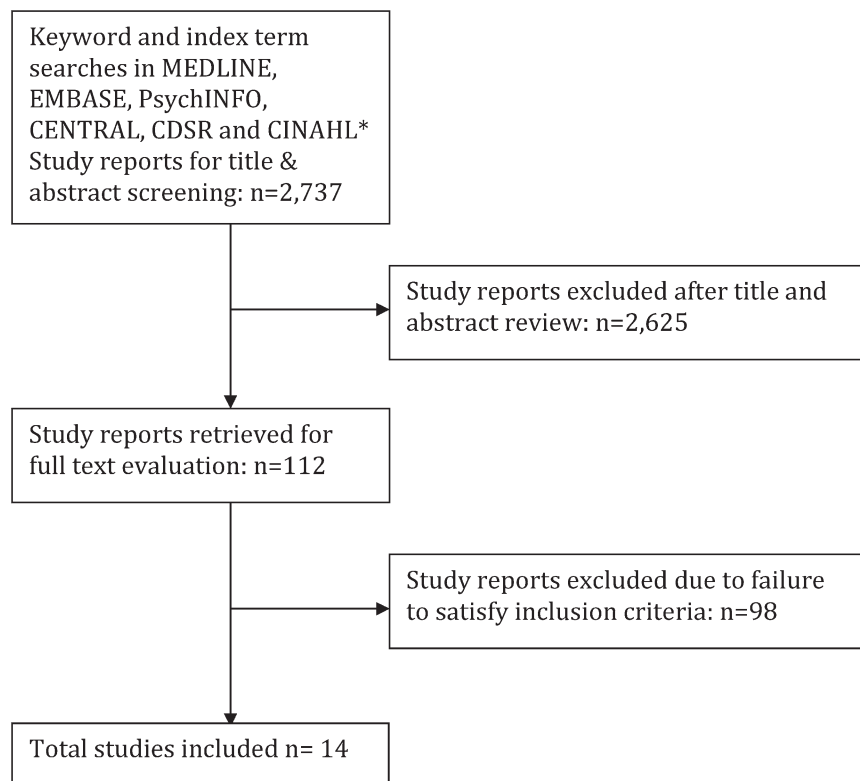 Keyword and index term
searches in MEDLINE,
EMBASE, PsychINFO,
CENTRAL, CDSR and CINAHL*
Study reports for title &
abstract screening: n=2,737
Study reports excluded after title and
abstract review: n=2,625
Study reports retrieved for
full text evaluation: n=112
Study reports excluded due to failure
to satisfy inclusion criteria: n=98
Total studies included n= 14